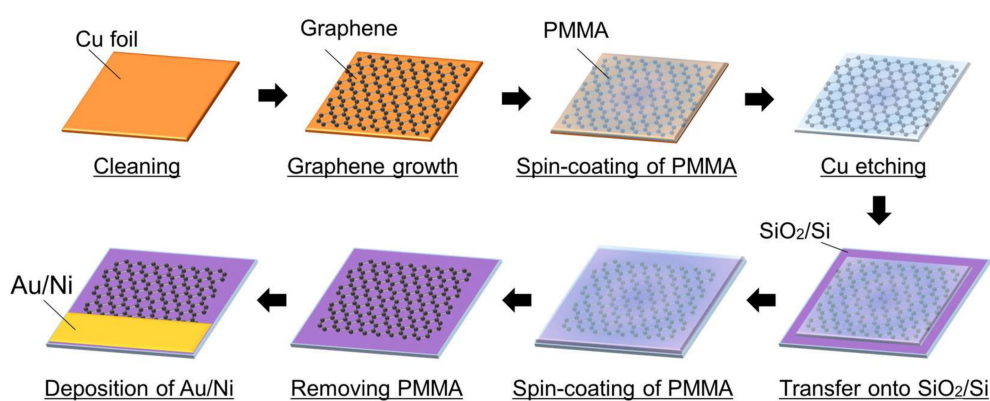 Cu foil
Graphene
PMMA
Cleaning
Graphene growth
Spin-coating of PMMA
Cu etching
SiO₂/Si
Au/Ni
Deposition of Au/Ni
Removing PMMA
Spin-coating of PMMA
Transfer onto SiO₂/Si